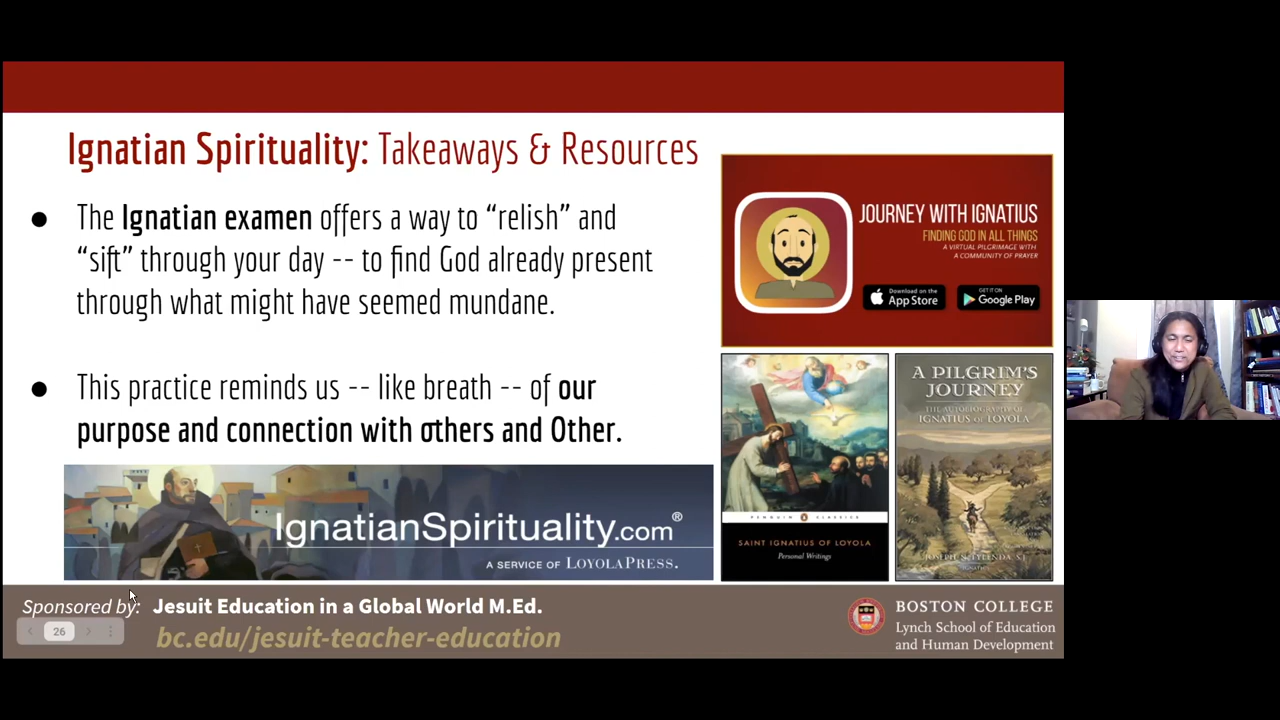 Ignatian Spirituality: Takeaways & Resources
● The Ignatian examen offers a way to “relish” and
“sift” through your day -- to find God already present
through what might have seemed mundane.
● This practice reminds us -- like breath -- of our
purpose and connection with others and Other.
JOURNEY WITH IGNATIUS
FINDING GOD IN ALL THINGS
A VIRTUAL PILGRIMAGE WITH
A COMMUNITY OF PRAYER
Download on the
App Store
GET IT ON
Google Play
PENGUIN CLASSICS
SAINT IGNATIUS OF LOYOLA
Personal Writings
A PILGRIM'S
JOURNEY
THE AUTOBIOGRAPHY OF
IGNATIUS OF LOYOLA
JOSEPH N. TYLENDA, S.J.
IGNATIUS
IgnatianSpirituality.com®
A SERVICE OF LOYOLAPRESS.
Sponsored by: Jesuit Education in a Global World M.Ed.
26
bc.edu/jesuit-teacher-education
BOSTON COLLEGE
Lynch School of Education
and Human Development